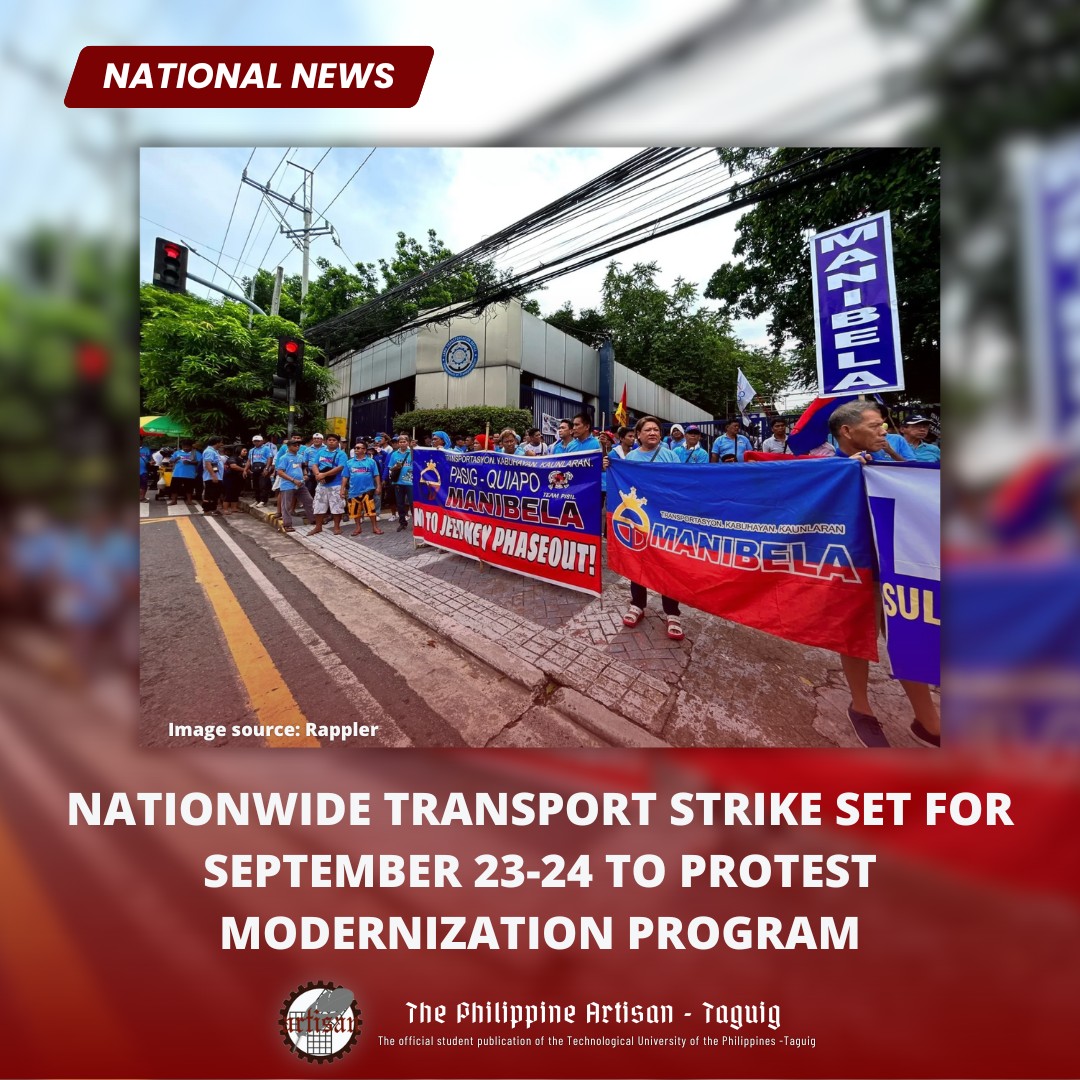 NATIONAL NEWS
MANIBELA
TRANSPORTASYON. KABUHAYAN. KAUNLARAN.
PASIG - QUIAPO
TEAM PISIL
MANIBELA
NO TO JEEPNEY PHASEOUT!
TRANSPORTASYON. KABUHAYAN. KAUNLARAN
MANIBELA
SUL
Image source: Rappler
NATIONWIDE TRANSPORT STRIKE SET FOR
SEPTEMBER 23-24 TO PROTEST
MODERNIZATION PROGRAM
artisan
The Philippine Artisan - Taguig
The official student publication of the Technological University of the Philippines -Taguig